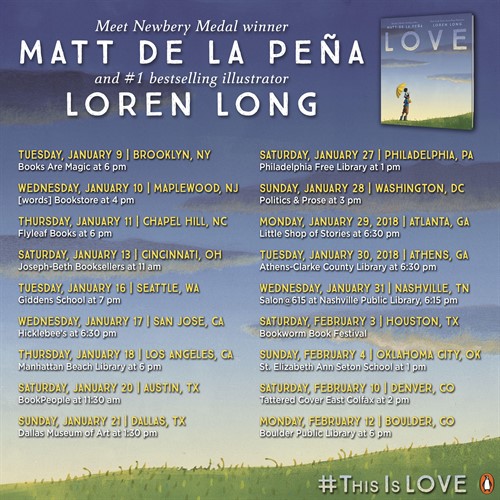 Meet Newbery Medal winner
MATT DE LA PEÑA
and #1 bestselling illustrator
LOREN LONG
LOVE
LOREN LONG
TUESDAY, JANUARY 9 | BROOKLYN, NY
Books Are Magic at 6 pm
WEDNESDAY, JANUARY 10 | MAPLEWOOD, NJ
[words] Bookstore at 4 pm
THURSDAY, JANUARY 11 | CHAPEL HILL, NC
Flyleaf Books at 6 pm
SATURDAY, JANUARY 13 | CINCINNATI, OH
Joseph-Beth Booksellers at 11 am
TUESDAY, JANUARY 16 | SEATTLE, WA
Giddens School at 7 pm
WEDNESDAY, JANUARY 17 | SAN JOSE, CA
Hicklebee's at 6:30 pm
THURSDAY, JANUARY 18 | LOS ANGELES, CA
Manhattan Beach Library at 6 pm
SATURDAY, JANUARY 20 | AUSTIN, TX
BookPeople at 11:30 am
SUNDAY, JANUARY 21 | DALLAS, TX
Dallas Museum of Art at 1:30 pm
SATURDAY, JANUARY 27 | PHILADELPHIA, PA
Philadelphia Free Library at 1 pm
SUNDAY, JANUARY 28 | WASHINGTON, DC
Politics & Prose at 3 pm
MONDAY, JANUARY 29, 2018 | ATLANTA, GA
Little Shop of Stories at 6:30 pm
TUESDAY, JANUARY 30, 2018 | ATHENS, GA
Athens-Clarke County Library at 6:30 pm
WEDNESDAY, JANUARY 31 | NASHVILLE, TN
Salon@615 at Nashville Public Library, 6:15 pm
SATURDAY, FEBRUARY 3 | HOUSTON, TX
Bookworm Book Festival
SUNDAY, FEBRUARY 4 | OKLAHOMA CITY, OK
St. Elizabeth Ann Seton School at 1 pm
SATURDAY, FEBRUARY 10 | DENVER, CO
Tattered Cover East Colfax at 2 pm
MONDAY, FEBRUARY 12 | BOULDER, CO
Boulder Public Library at 6 pm
#THIS IS LOVE